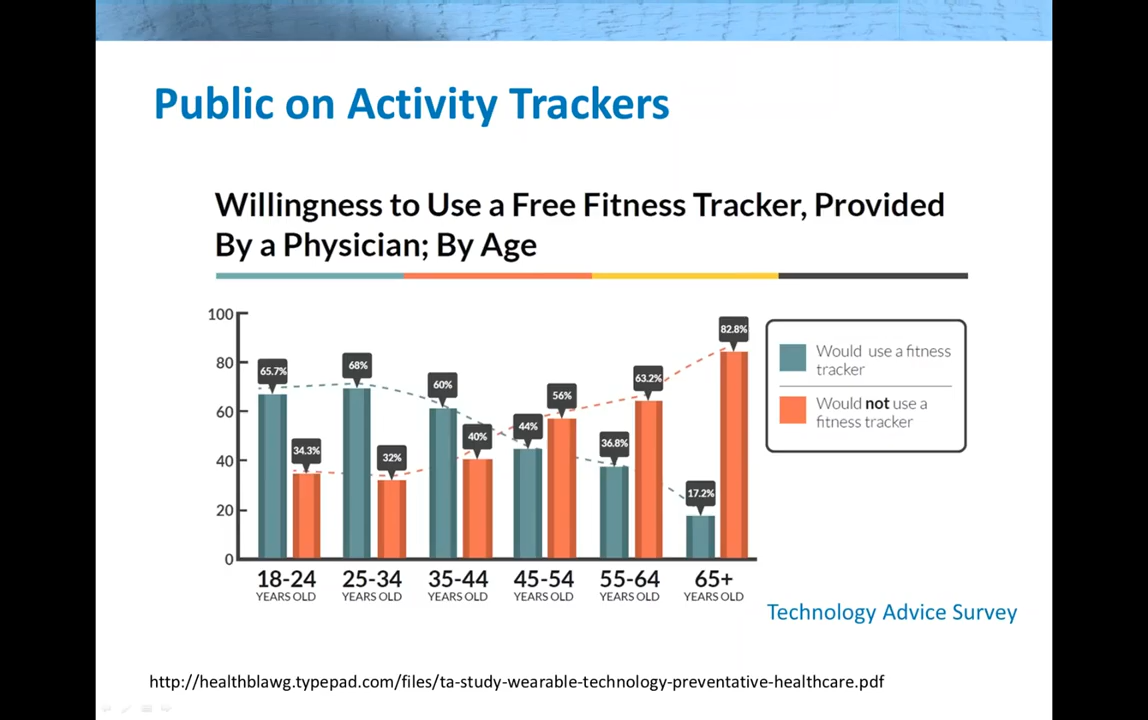 Public on Activity Trackers
Willingness to Use a Free Fitness Tracker, Provided
By a Physician; By Age
100
80
60
40
20
0
65.7%
34.3%
68%
32%
60%
40%
44%
56%
36.8%
63.2%
17.2%
82.8%
18-24
YEARS OLD
25-34
YEARS OLD
35-44
YEARS OLD
45-54
YEARS OLD
55-64
YEARS OLD
65+
YEARS OLD
Would use a fitness
tracker
Would not use a
fitness tracker
Technology Advice Survey
http://healthblawg.typepad.com/files/ta-study-wearable-technology-preventative-healthcare.pdf